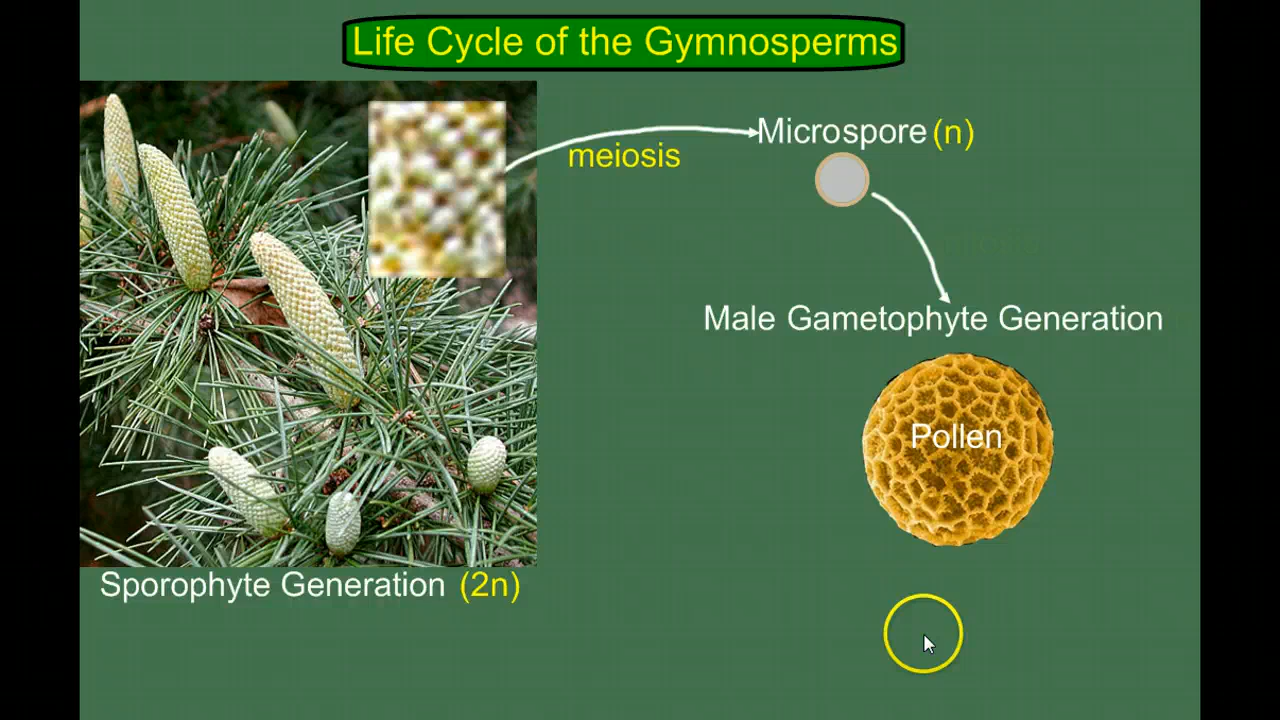 Life Cycle of the Gymnosperms
meiosis
Microspore (n)
Male Gametophyte Generation
Pollen
Sporophyte Generation (2n)